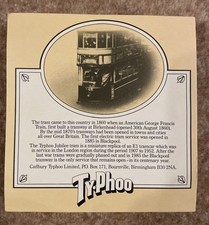 The tram came to this country in 1860 when an American George Francis
Train, first built a tramway at Birkenhead (opened 30th August 1860).
By the mid 1870's tramways had been opened in towns and cities
all over Great Britain. The first electric tram service was opened in
1885 in Blackpool.
The Typhoo Jubilee tram is a miniature replica of an E1 tramcar which was
in service in the London region during the period 1907 to 1952. After the
last war trams were gradually phased out and in 1985 the Blackpool
tramway is the only service that remains open - in its centenary year.
Cadbury Typhoo Limited, P.O. Box 171, Bournville, Birmingham B30 2NA.
TY·PHOO